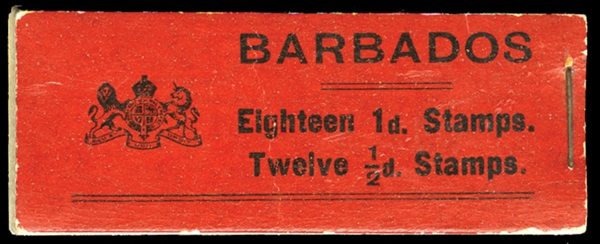 BARBADOS
Eighteen 1d. Stamps.
Twelve ½d. Stamps.